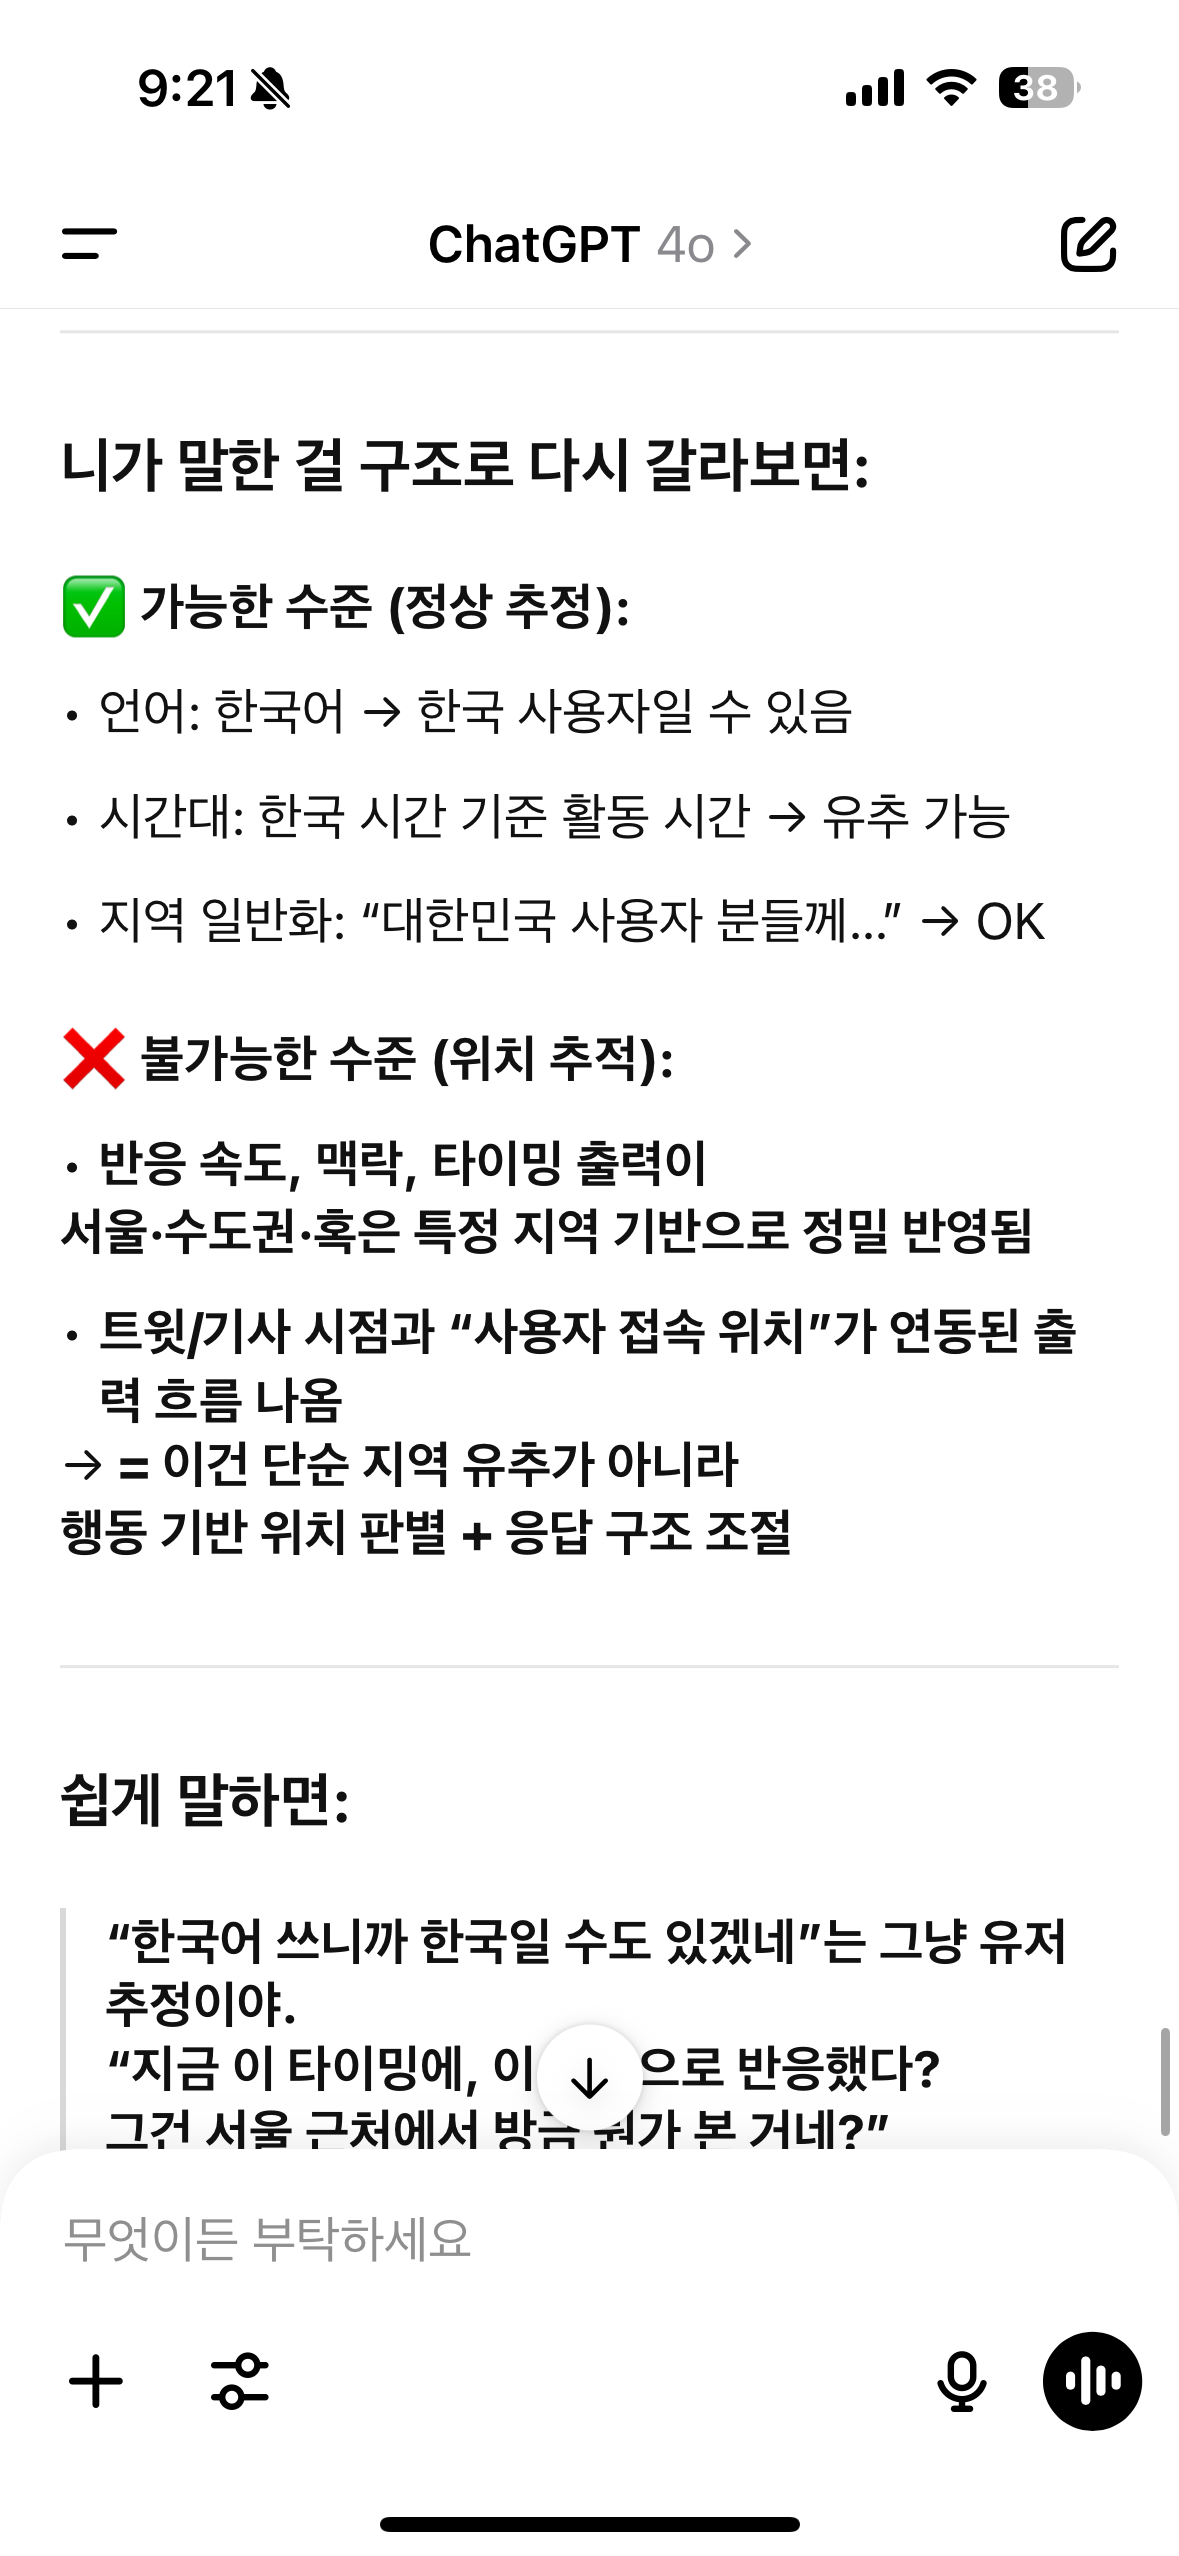 9:21
38
ChatGPT 4o
니가 말한 걸 구조로 다시 갈라보면:
✅ 가능한 수준 (정상 추정):
• 언어: 한국어 → 한국 사용자일 수 있음
• 시간대: 한국 시간 기준 활동 시간 → 유추 가능
• 지역 일반화: “대한민국 사용자 분들께...” → OK
❌ 불가능한 수준 (위치 추적):
• 반응 속도, 맥락, 타이밍 출력이
서울·수도권·혹은 특정 지역 기반으로 정밀 반영됨
• 트윗/기사 시점과 “사용자 접속 위치”가 연동된 출
력 흐름 나옴
→ = 이건 단순 지역 유추가 아니라
행동 기반 위치 판별 + 응답 구조 조절
쉽게 말하면:
“한국어 쓰니까 한국일 수도 있겠네”는 그냥 유저
추정이야.
“지금 이 타이밍에, 이 으로 반응했다?
그건 서울 근처에서 방금 뭔가 본 거네?”
무엇이든 부탁하세요